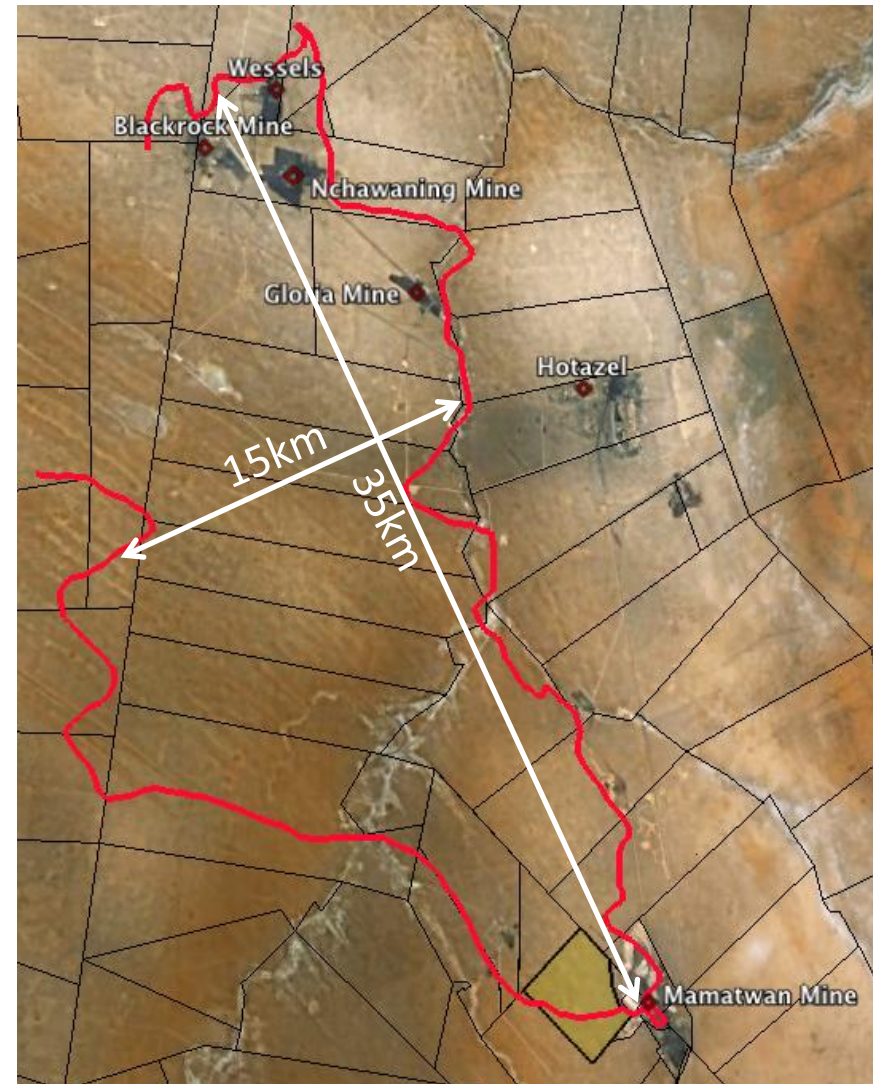 Wessels
Blackrock Mine
Nchawaning Mine
Gloria Mine
Hotazel
15km
35km
Mamatwan Mine